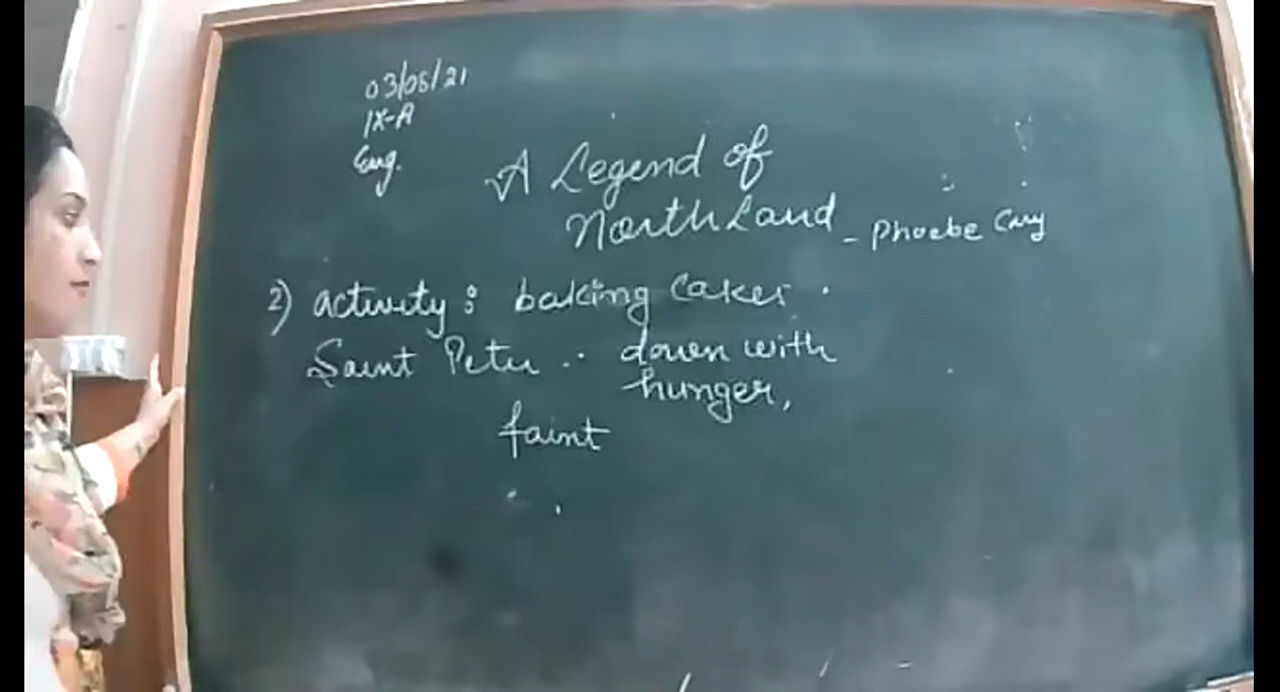 03/05/21
IX-A
Eng.
A Legend of
North Land - Phoebe Cary
2) activity : baking cakes .
Saint Peter . . down with
hunger,
faint